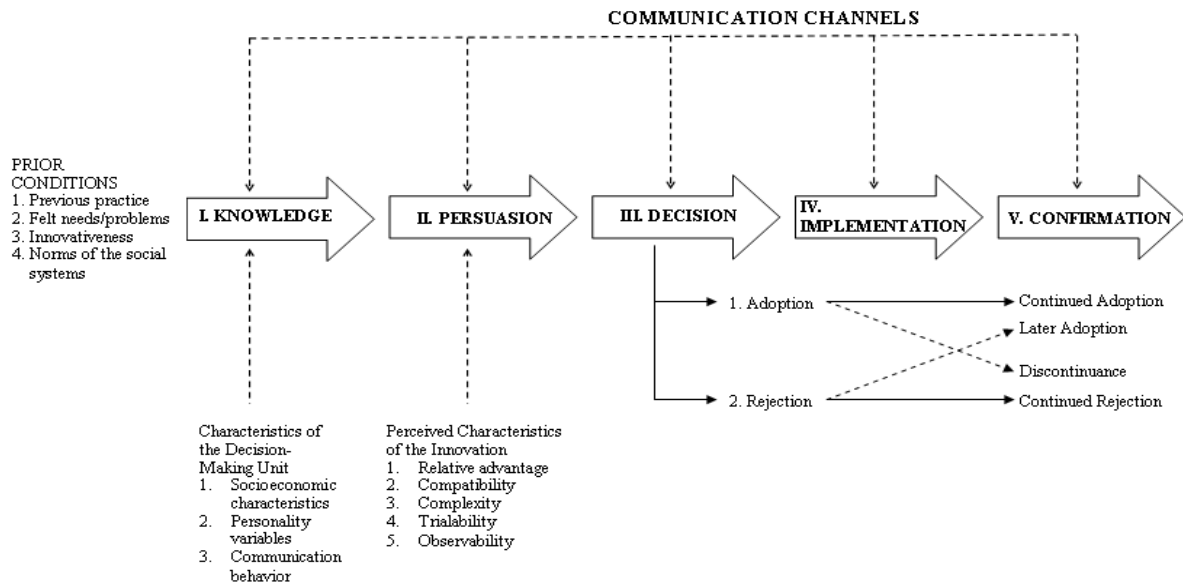 COMMUNICATION CHANNELS
PRIOR
CONDITIONS
1. Previous practice
2. Felt needs/problems
3. Innovativeness
4. Norms of the social
systems
I. KNOWLEDGE
II. PERSUASION
III. DECISION
IV.
IMPLEMENTATION
V. CONFIRMATION
1. Adoption
2. Rejection
Continued Adoption
Later Adoption
Discontinuance
Continued Rejection
Characteristics of
the Decision-
Making Unit
1. Socioeconomic
characteristics
2. Personality
variables
3. Communication
behavior
Perceived Characteristics
of the Innovation
1. Relative advantage
2. Compatibility
3. Complexity
4. Trialability
5. Observability